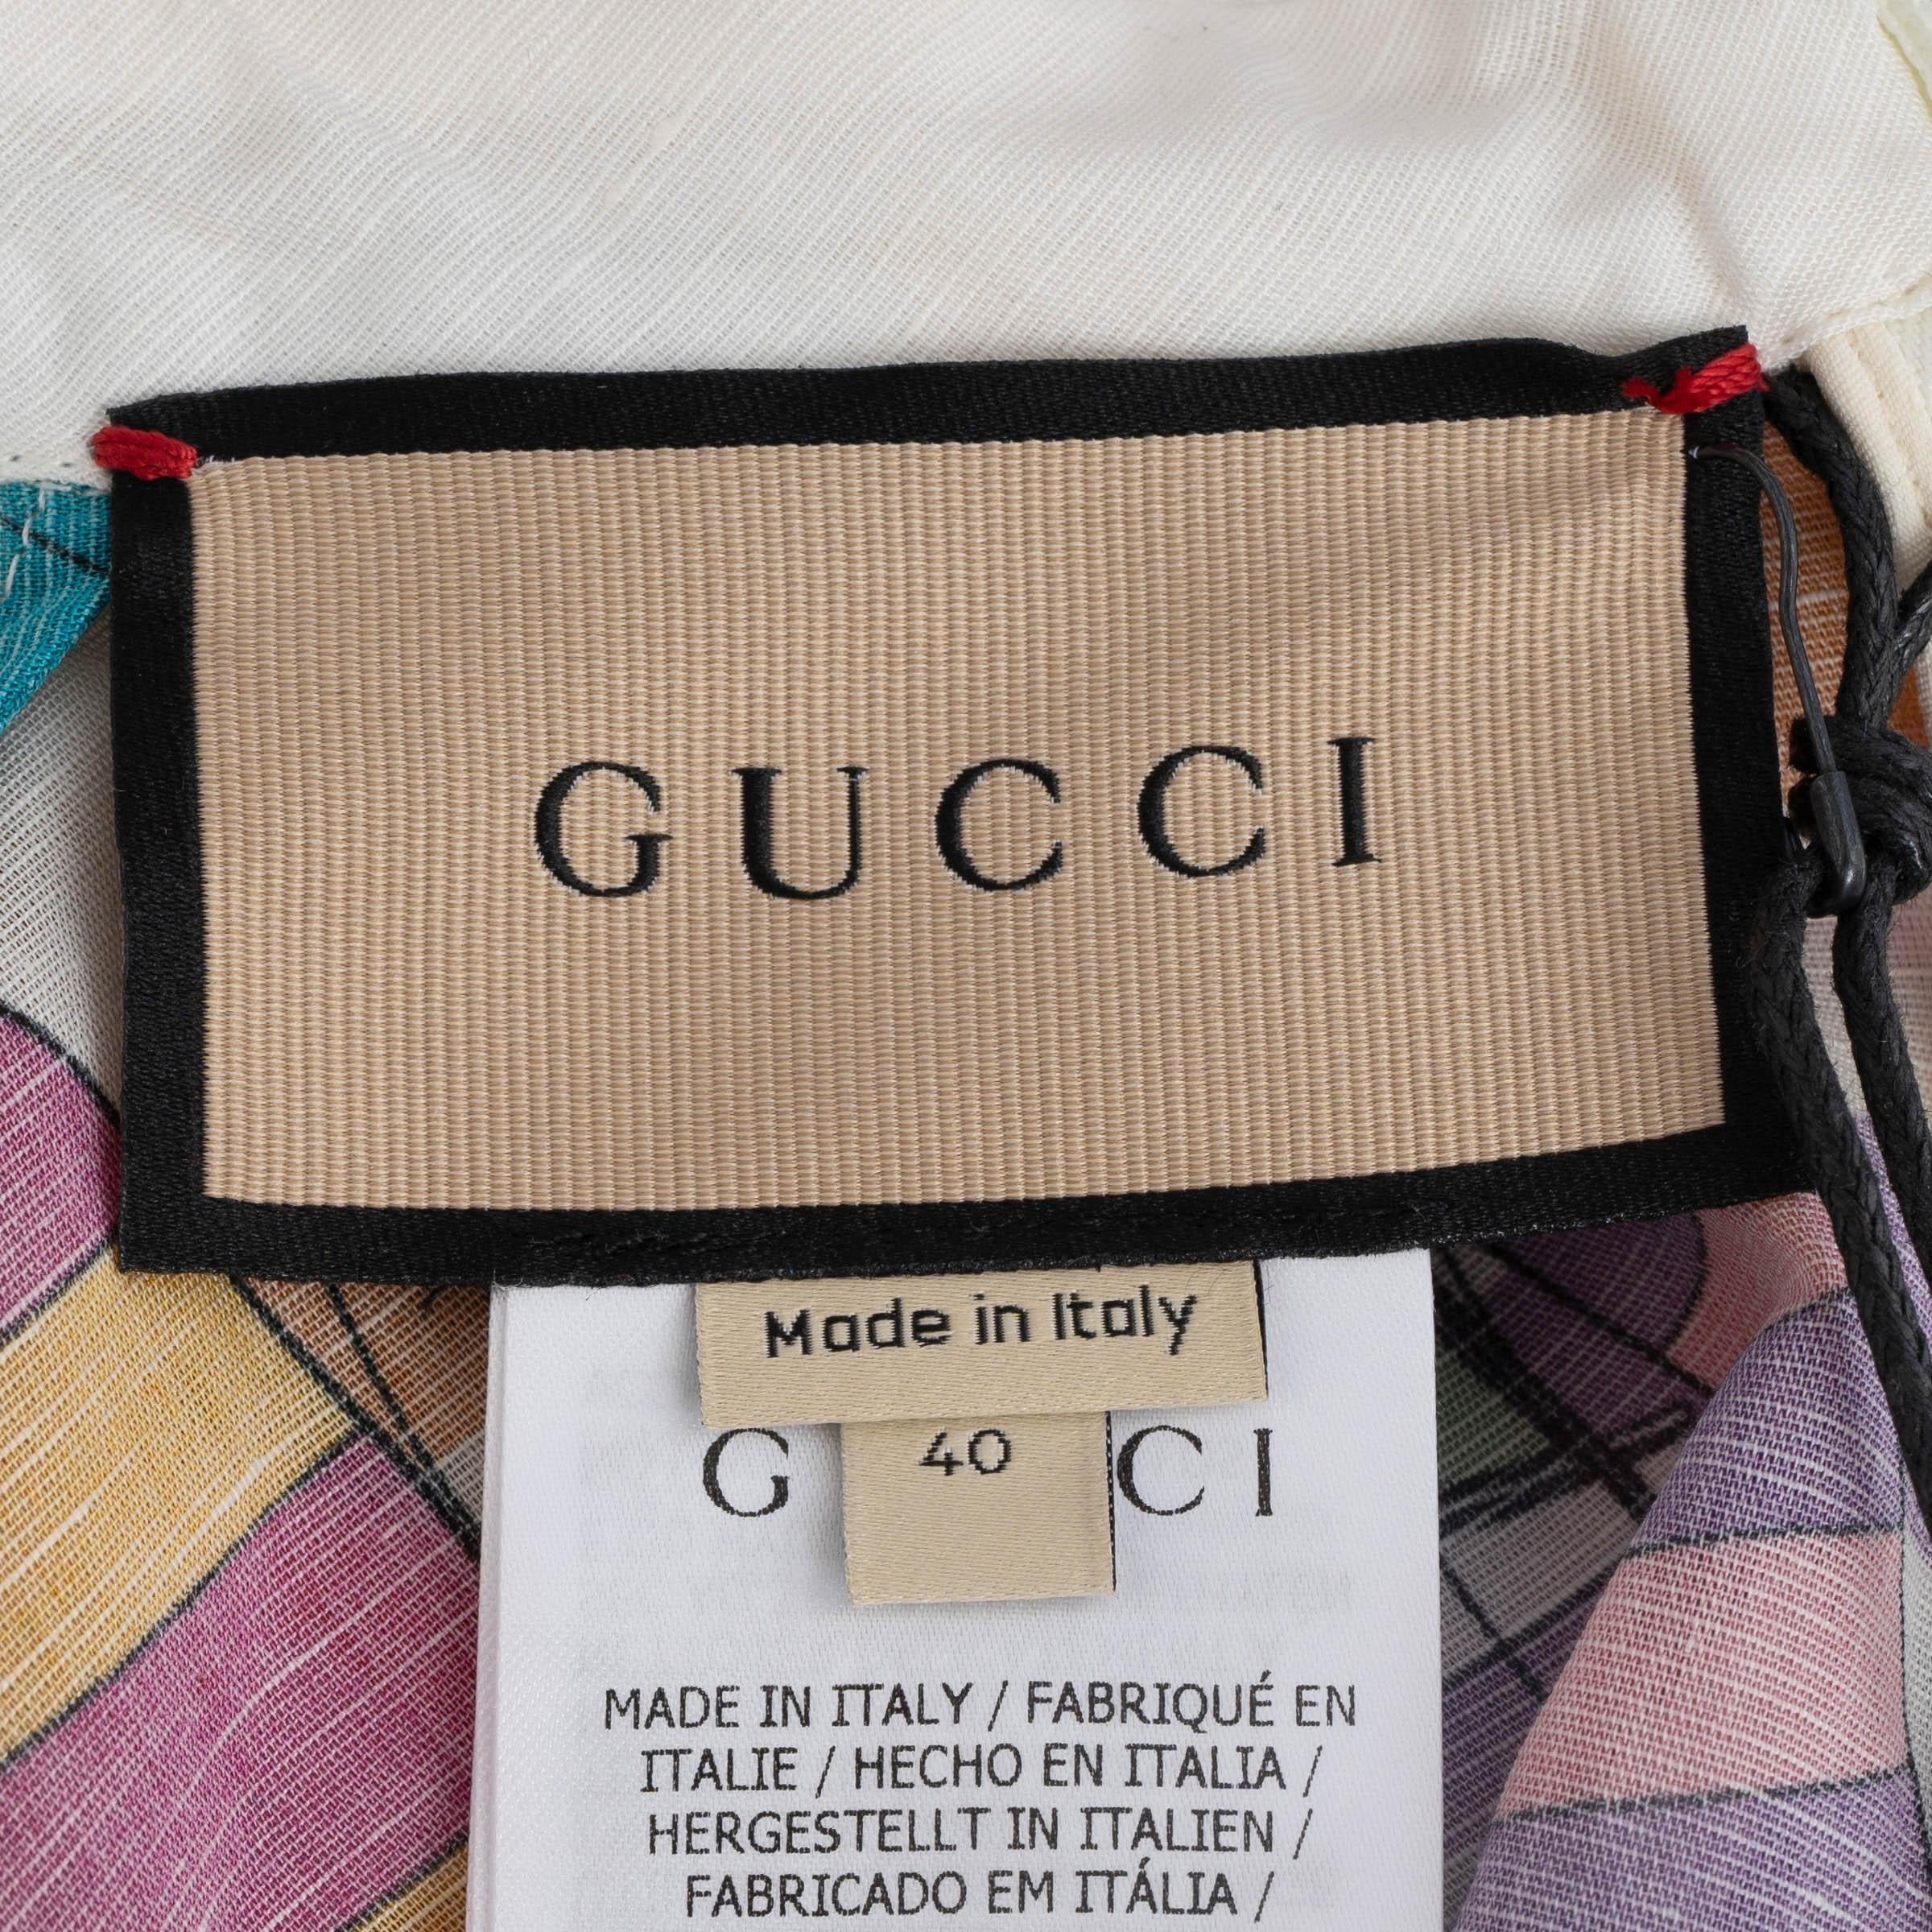 GUCCI
Made in Italy
40
G CI
MADE IN ITALY / FABRIQUÉ EN
ITALIE / HECHO EN ITALIA /
HERGESTELLT IN ITALIEN /
FABRICADO EM ITÁLIA /